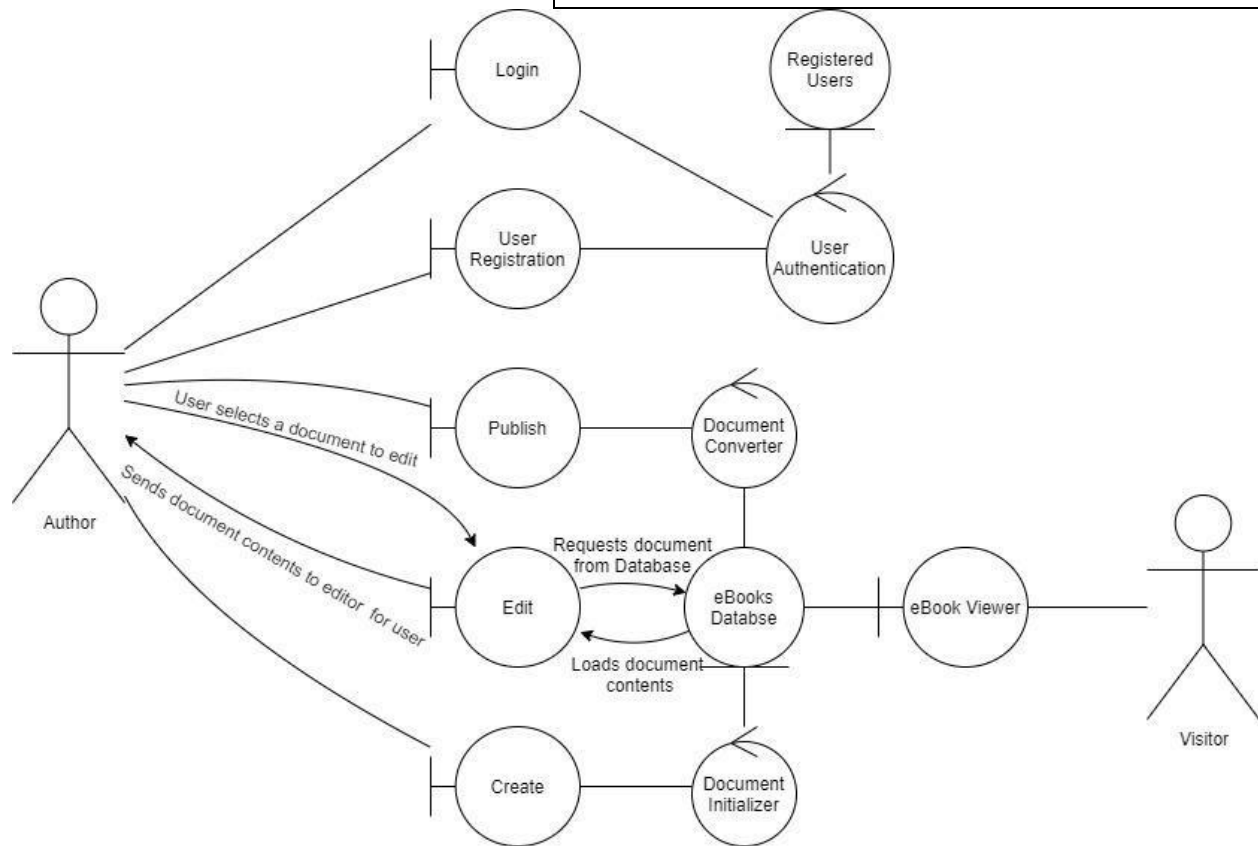 Login
Registered
Users
User
Registration
User
Authentication
Publish
Document
Converter
User selects a document to edit
Sends document contents to editor for user
Author
Requests document
from Database
Edit
eBooks
Databse
eBook Viewer
Loads document
contents
Visitor
Create
Document
Initializer